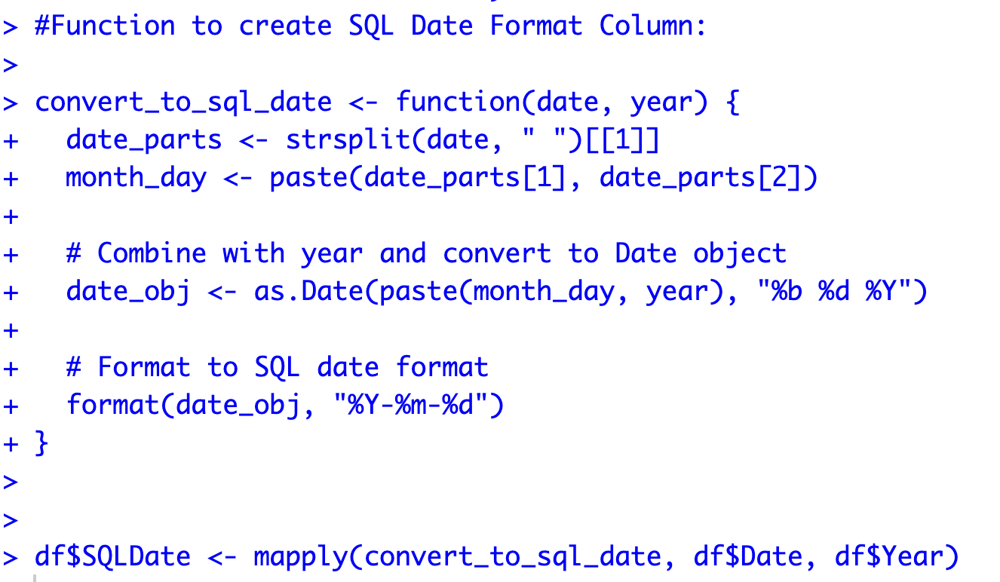 > #Function to create SQL Date Format Column:
>
> convert_to_sql_date <- function(date, year) {
+   date_parts <- strsplit(date, " ")[[1]]
+   month_day <- paste(date_parts[1], date_parts[2])
+
+   # Combine with year and convert to Date object
+   date_obj <- as.Date(paste(month_day, year), "%b %d %Y")
+
+   # Format to SQL date format
+   format(date_obj, "%Y-%m-%d")
+ }
>
>
> df$SQLDate <- mapply(convert_to_sql_date, df$Date, df$Year)